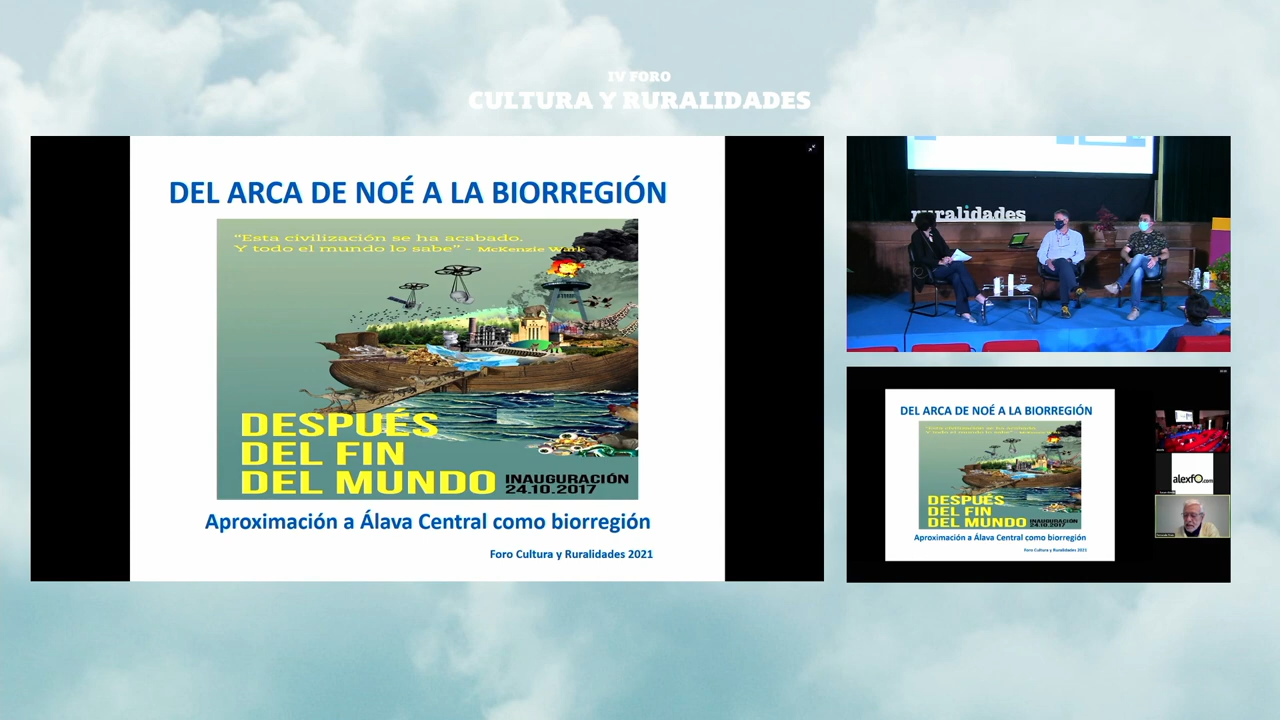 IV FORO
CULTURA Y RURALIDADES
DEL ARCA DE NOÉ A LA BIORREGIÓN
“Esta civilización se ha acabado.
Y todo el mundo lo sabe” - McKenzie Wark
DESPUÉS
DEL FIN
DEL MUNDO
INAUGURACIÓN
24.10.2017
Aproximación a Álava Central como biorregión
Foro Cultura y Ruralidades 2021
ruralidades
DEL ARCA DE NOÉ A LA BIORREGIÓN
DESPUÉS
DEL FIN
DEL MUNDO
INAUGURACIÓN
24.10.2017
Aproximación a Álava Central como biorregión
Foro Cultura y Ruralidades 2021
alexfO.com